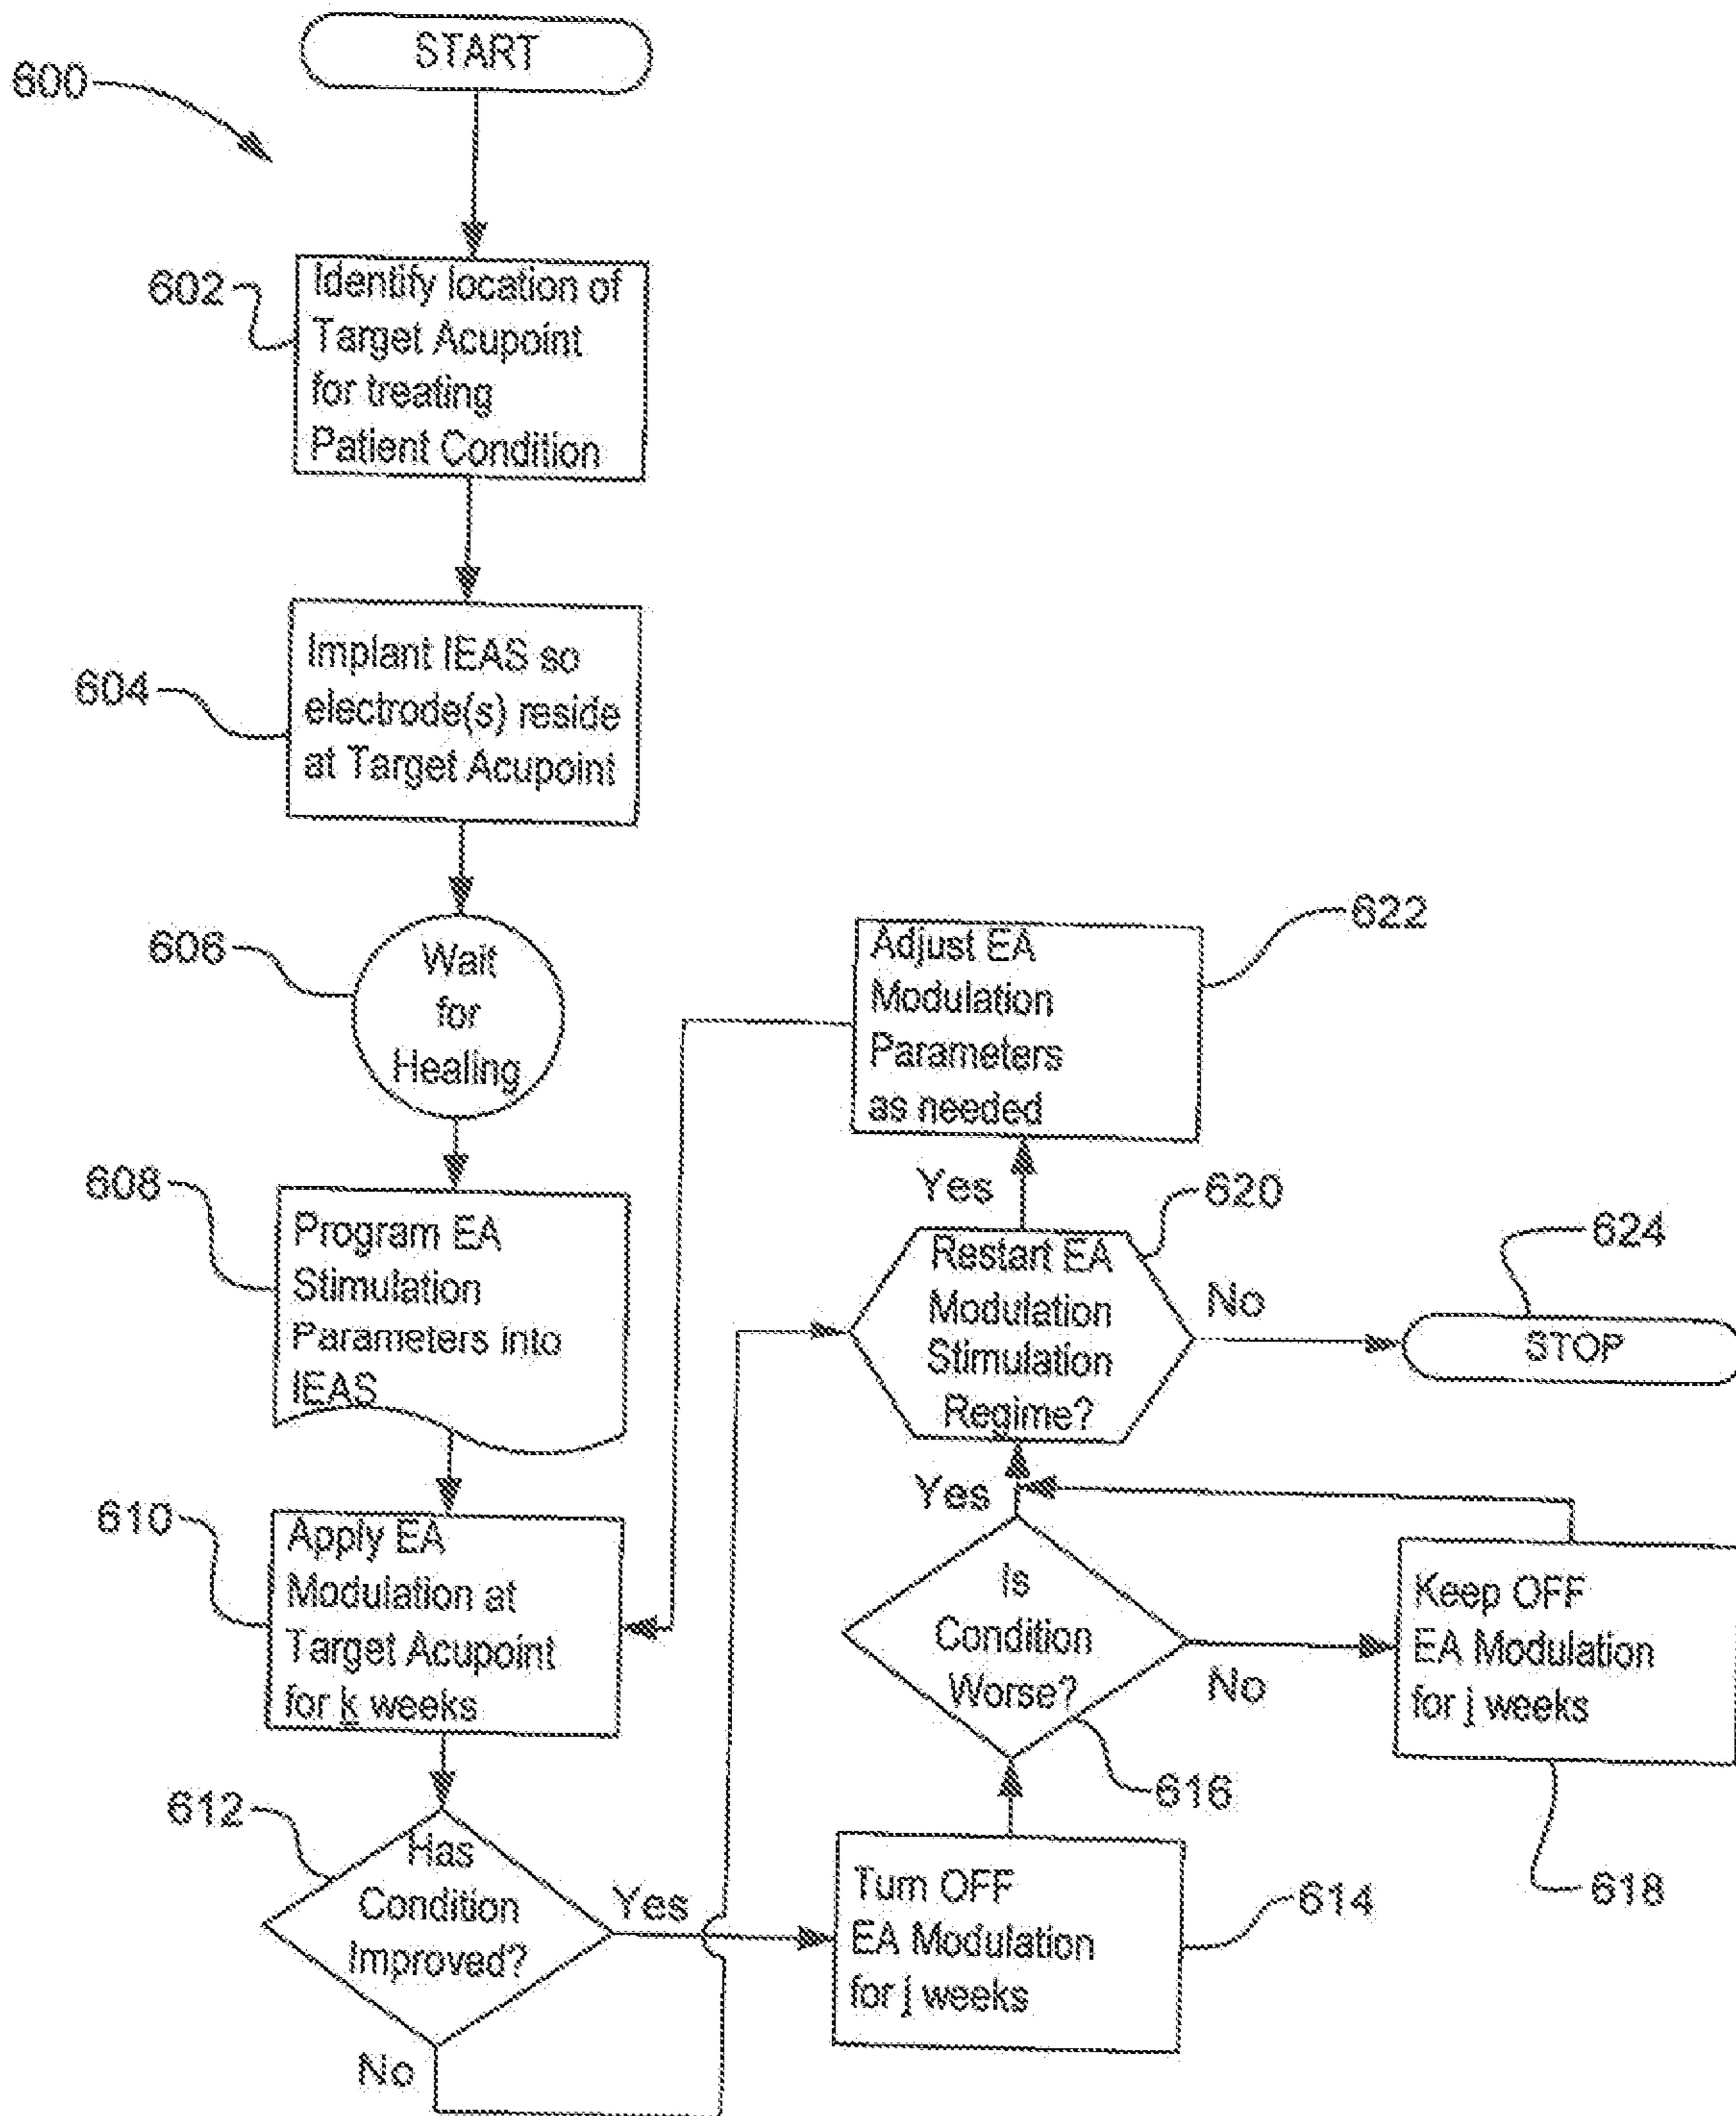 START
600
602
Identify location of
Target Acupoint
for treating
Patient Condition
604
Implant IEAS so
electrode(s) reside
at Target Acupoint
606
Wait
for
Healing
608
Program EA
Stimulation
Parameters into
IEAS
610
Apply EA
Modulation at
Target Acupoint
for k weeks
612
Has
Condition
Improved?
Yes
No
614
Turn OFF
EA Modulation
for j weeks
616
Is
Condition
Worse?
Yes
No
618
Keep OFF
EA Modulation
for j weeks
620
Restart EA
Modulation
Stimulation
Regime?
Yes
No
622
Adjust EA
Modulation
Parameters
as needed
624
STOP